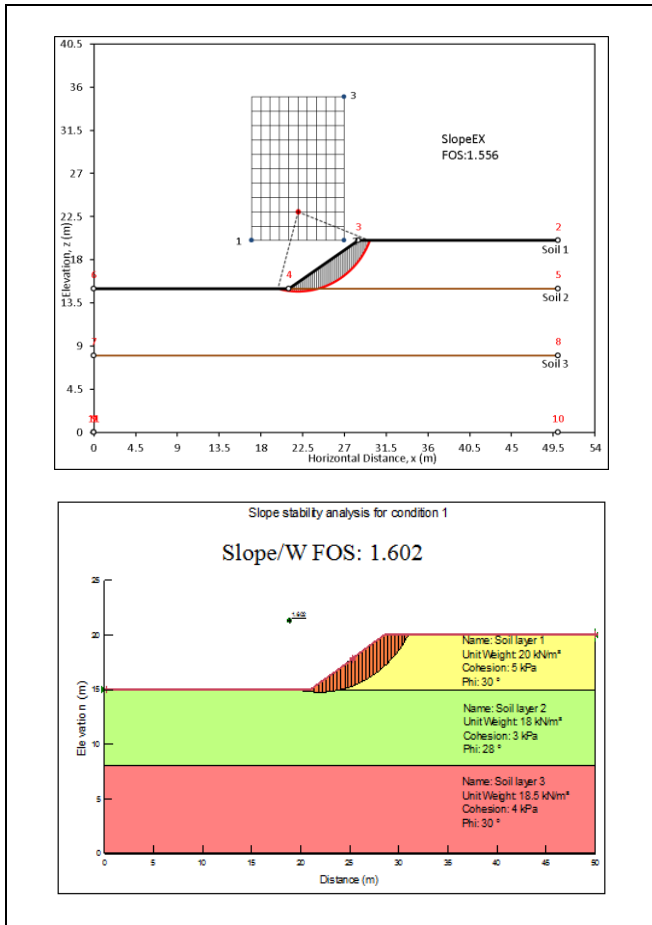 40.5
36
31.5
27
22.5
18
13.5
9
4.5
0
Elevation, z (m)
3
1
SlopeEX
FOS:1.556
3
2
Soil 1
6
4
5
Soil 2
7
8
Soil 3
11
10
0 4.5 9 13.5 18 22.5 27 31.5 36 40.5 45 49.5 54
Horizontal Distance, x (m)
Slope stability analysis for condition 1
Slope/W FOS: 1.602
1.602
25
20
15
10
5
0
Elevation (m)
Name: Soil layer 1
Unit Weight: 20 kN/m³
Cohesion: 5 kPa
Phi: 30 °
Name: Soil layer 2
Unit Weight: 18 kN/m³
Cohesion: 3 kPa
Phi: 28 °
Name: Soil layer 3
Unit Weight: 18.5 kN/m³
Cohesion: 4 kPa
Phi: 30 °
0 5 10 15 20 25 30 35 40 45 50
Distance (m)